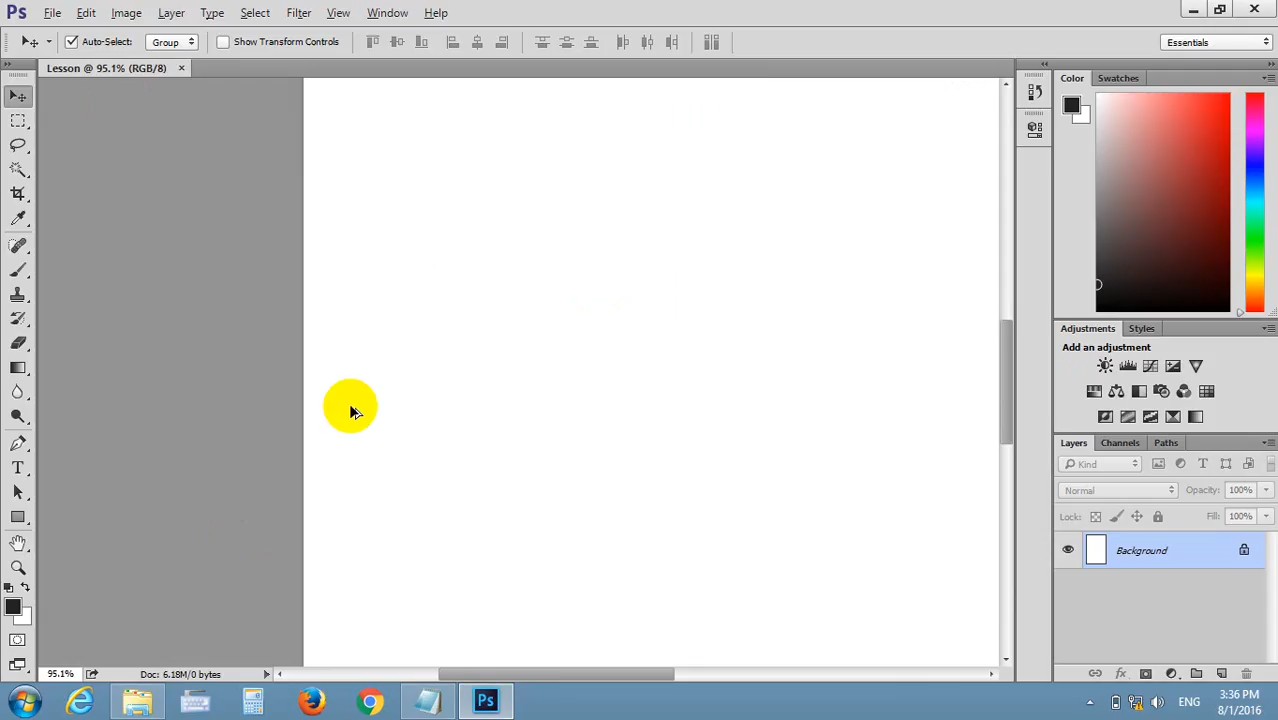 Ps File Edit Image Layer Type Select Filter 3D View Window Help
Auto-Select: Group Show Transform Controls Essentials
Lesson @ 95.1% (RGB/8) ×
Color Swatches
Adjustments Styles
Add an adjustment
Layers Channels Paths
Kind
Normal Opacity: 100%
Lock: Fill: 100%
Background
95.1% Doc: 6.18M/0 bytes
Ps ENG 3:36 PM
8/1/2016